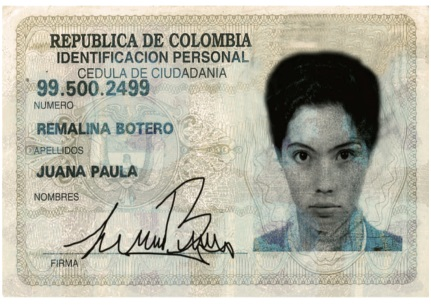 REPUBLICA DE COLOMBIA
IDENTIFICACION PERSONAL
CEDULA DE CIUDADANIA
99.500.2499
NUMERO
REMALINA BOTERO
APELLIDOS
JUANA PAULA
NOMBRES
FIRMA